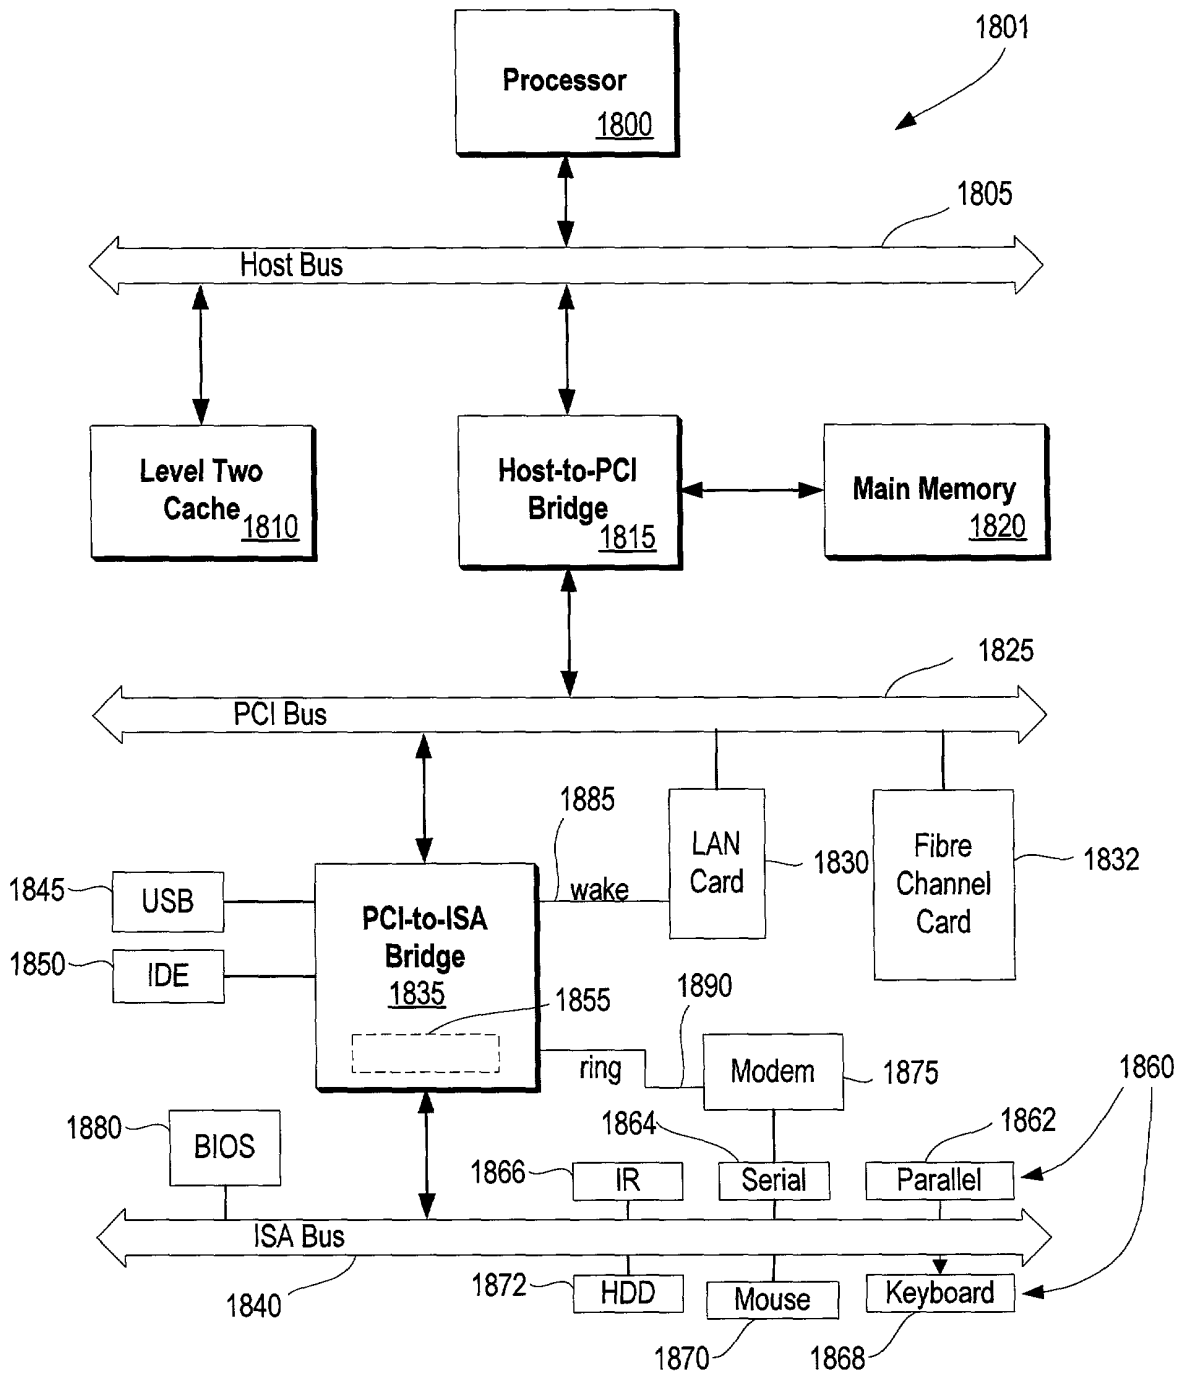 1801
Processor
1800
1805
Host Bus
Level Two
Cache
1810
Host-to-PCI
Bridge
1815
Main Memory
1820
1825
PCI Bus
1885
LAN
Card
1830
Fibre
Channel
Card
1832
wake
1845
USB
1850
IDE
PCI-to-ISA
Bridge
1835
1855
1890
ring
Modem
1875
1860
1880
BIOS
1864
1862
1866
IR
Serial
Parallel
ISA Bus
1840
1872
HDD
Mouse
Keyboard
1870
1868